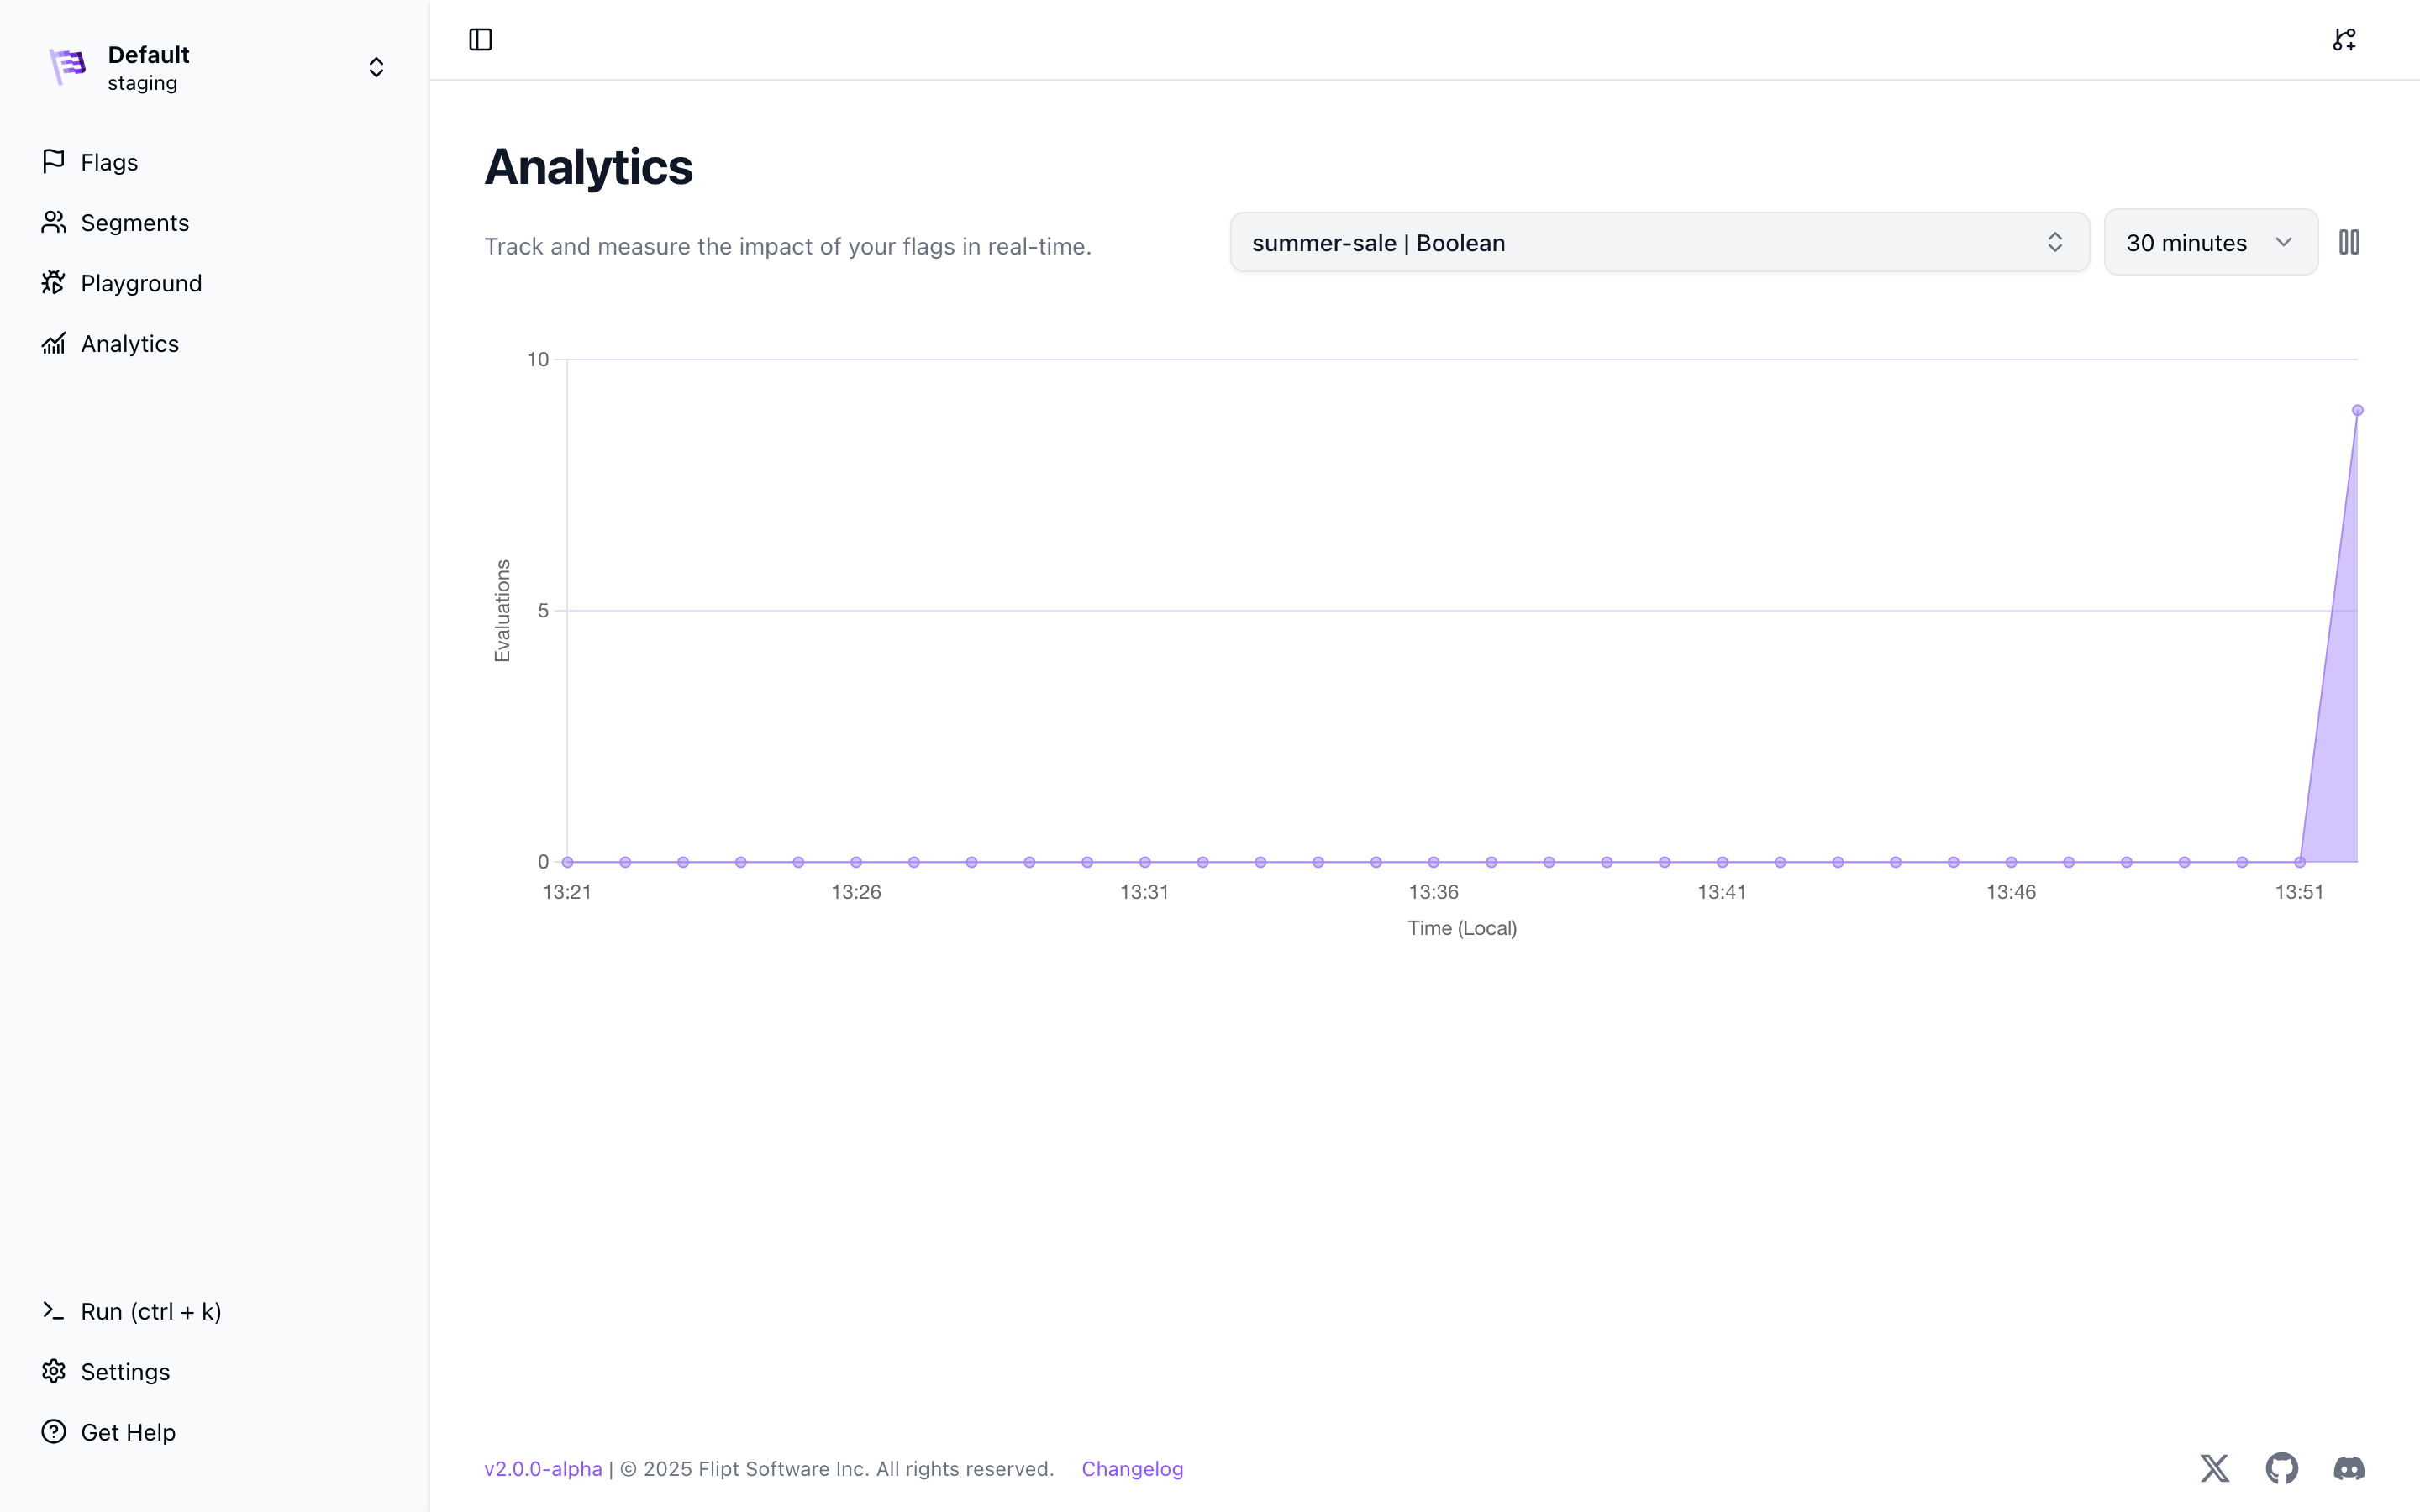 Default
staging
Flags
Segments
Playground
Analytics
Run (ctrl + k)
Settings
Get Help
Analytics
Track and measure the impact of your flags in real-time.
summer-sale | Boolean
30 minutes
10
5
0
Evaluations
13:21 13:26 13:31 13:36 13:41 13:46 13:51
Time (Local)
v2.0.0-alpha | © 2025 Flipt Software Inc. All rights reserved. Changelog